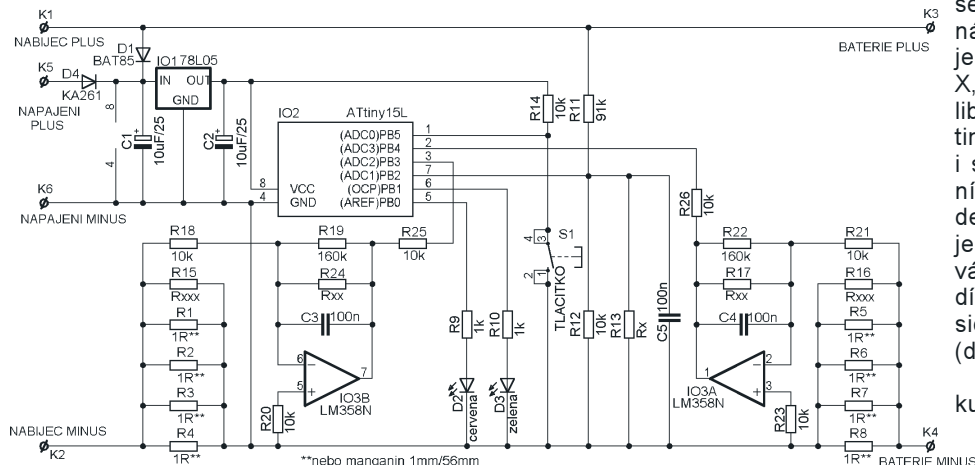 K1
NABIJEC PLUS
K3
BATERIE PLUS
D1
BAT85
K5
D4
KA261
NAPAJENI
PLUS
IO1 78L05
IN OUT
GND
8
4
C1
10uF/25
C2
10uF/25
K6
NAPAJENI MINUS
IO2 ATtiny15L
(ADC0)PB5 1
(ADC3)PB4 2
(ADC2)PB3 3
(ADC1)PB2 7
8 VCC (OCP)PB1 6
4 GND (AREF)PB0 5
R14
10k
R11
91k
R26
10k
R18
10k
R15
Rxxx
R1
1R**
R2
1R**
R3
1R**
R4
1R**
R19
160k
R24
Rxx
C3 100n
R25
10k
6
5
7
IO3B
LM358N
R20
10k
R9
1k
R10
1k
D2
cervena
D3
zelena
S1
4
3
2
1
TLACITKO
R12
10k
R13
Rx
C5
100n
R22
160k
R17
Rxx
C4 100n
1
2
3
IO3A
LM358N
R23
10k
R21
10k
R16
Rxxx
R5
1R**
R6
1R**
R7
1R**
R8
1R**
NABIJEC MINUS
K2
**nebo manganin 1mm/56mm
K4
BATERIE MINUS
se
ná
je
X,
lib
tir
i s
ní
de
je
vá
dí
sic
(d
ku